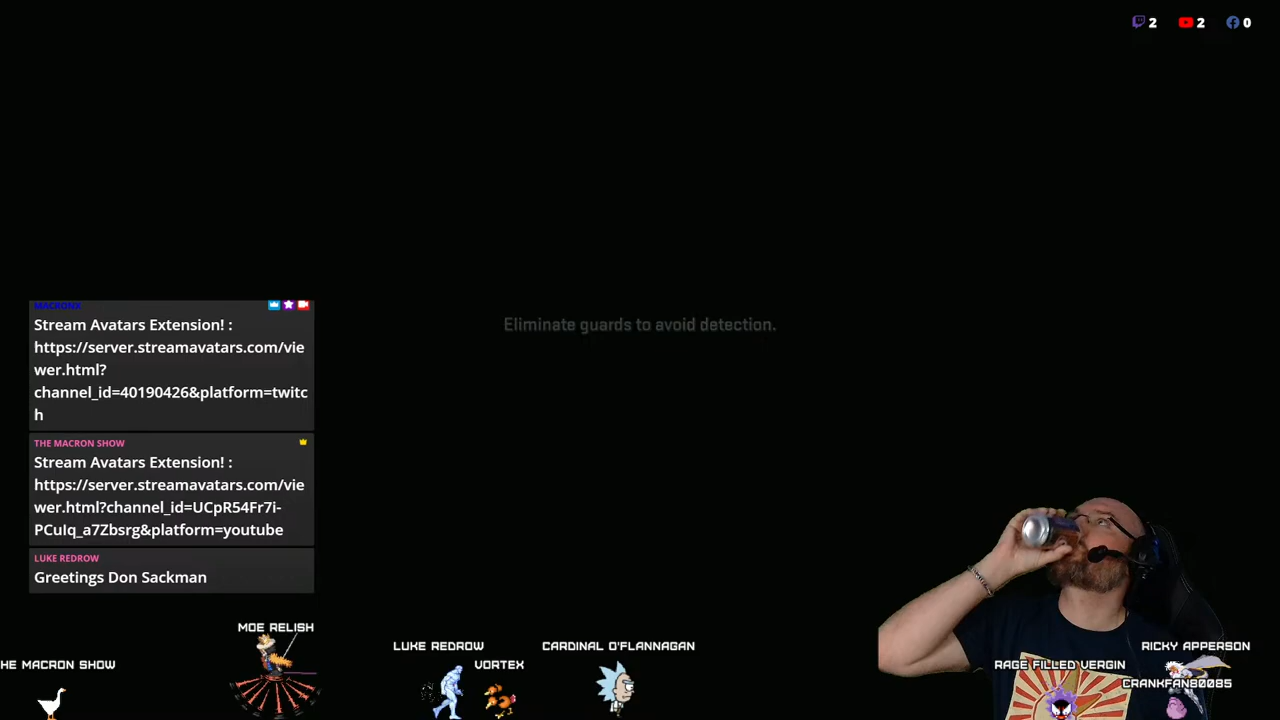 2 2 0
Eliminate guards to avoid detection.
MACRONX
Stream Avatars Extension! :
https://server.streamavatars.com/vie
wer.html?
channel_id=40190426&platform=twitc
h
THE MACRON SHOW
Stream Avatars Extension! :
https://server.streamavatars.com/vie
wer.html?channel_id=UCpR54Fr7i-
PCuIq_a7Zbsrg&platform=youtube
LUKE REDROW
Greetings Don Sackman
MOE RELISH
HE MACRON SHOW
LUKE REDROW
VORTEX
CARDINAL O'FLANNAGAN
RICKY APPERSON
RAGE FILLED VERGIN
CRANKFAN80085